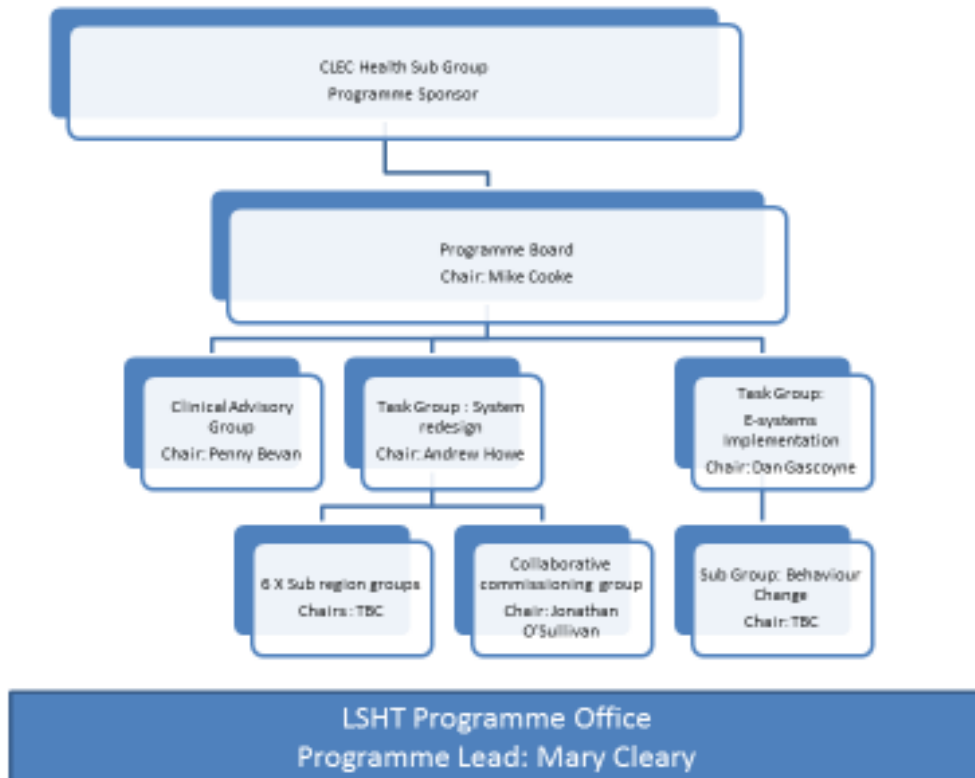 CLEC Health Sub Group
Programme Sponsor
Programme Board
Chair: Mike Cooke
Clinical Advisory
Group
Chair: Penny Bevan
Task Group : System
redesign
Chair: Andrew Howe
Task Group:
E-systems
Implementation
Chair: Dan Gascoyne
6 X Sub region groups
Chairs : TBC
Collaborative
commissioning group
Chair: Jonathan
O'Sullivan
Sub Group: Behaviour
Change
Chair: TBC
LSHT Programme Office
Programme Lead: Mary Cleary